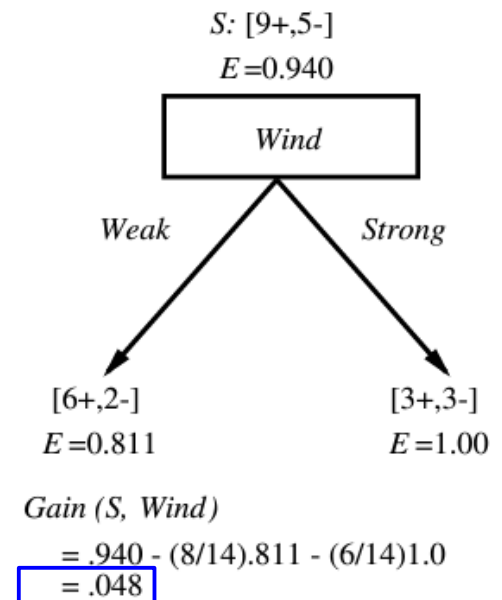 S: [9+,5-]
E=0.940
Wind
Weak Strong
[6+,2-] [3+,3-]
E=0.811 E=1.00
Gain (S, Wind)
= .940 - (8/14).811 - (6/14)1.0
= .048